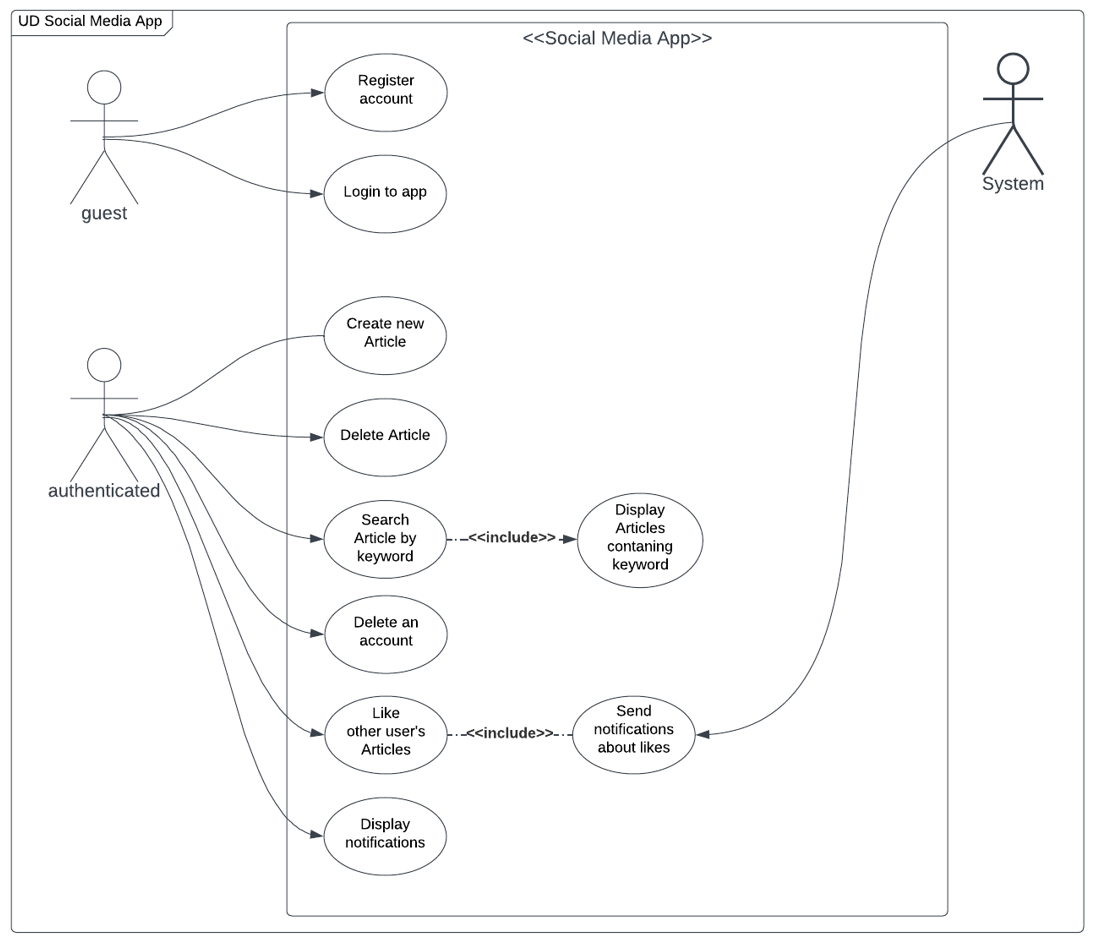 UD Social Media App
<<Social Media App>>
Register
account
Login to app
guest
System
Create new
Article
Delete Article
authenticated
Search
Article by
keyword
<<include>>
Display
Articles
contaning
keyword
Delete an
account
Like
other user's
Articles
<<include>>
Send
notifications
about likes
Display
notifications